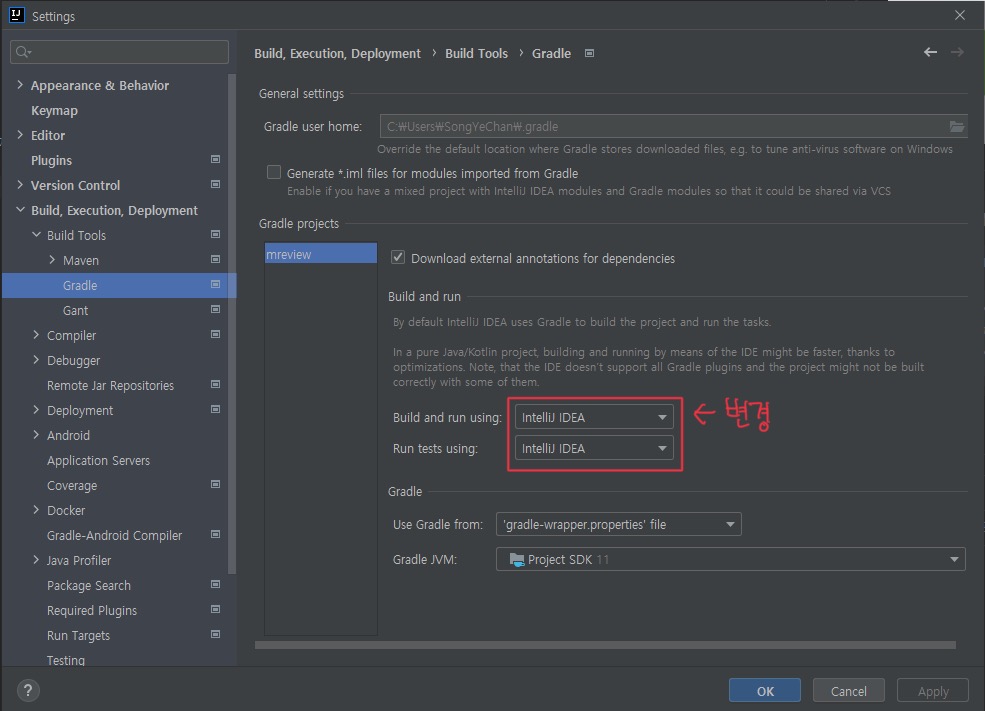 Settings
Appearance & Behavior
Keymap
Editor
Plugins
Version Control
Build, Execution, Deployment
Build Tools
Maven
Gradle
Gant
Compiler
Debugger
Remote Jar Repositories
Deployment
Android
Application Servers
Coverage
Docker
Gradle-Android Compiler
Java Profiler
Package Search
Required Plugins
Run Targets
Testing
Build, Execution, Deployment › Build Tools › Gradle
General settings
Gradle user home: C:₩Users₩SongYeChan₩.gradle
Override the default location where Gradle stores downloaded files, e.g. to tune anti-virus software on Windows
Generate *.iml files for modules imported from Gradle
Enable if you have a mixed project with IntelliJ IDEA modules and Gradle modules so that it could be shared via VCS
Gradle projects
mreview
Download external annotations for dependencies
Build and run
By default IntelliJ IDEA uses Gradle to build the project and run the tasks.
In a pure Java/Kotlin project, building and running by means of the IDE might be faster, thanks to
optimizations. Note, that the IDE doesn't support all Gradle plugins and the project might not be built
correctly with some of them.
Build and run using: IntelliJ IDEA ← 변경
Run tests using: IntelliJ IDEA
Gradle
Use Gradle from: 'gradle-wrapper.properties' file
Gradle JVM: Project SDK 11
? OK Cancel Apply